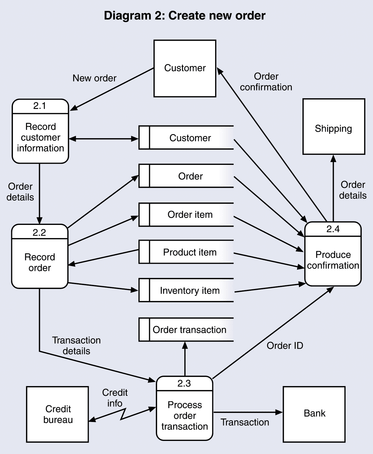 Diagram 2: Create new order
Customer
New order
Order
confirmation
2.1
Record
customer
information
Customer
Shipping
Order
Order
details
Order item
Order
details
2.2
Record
order
Product item
2.4
Produce
confirmation
Inventory item
Order transaction
Transaction
details
Order ID
2.3
Process
order
transaction
Credit
info
Credit
bureau
Transaction
Bank